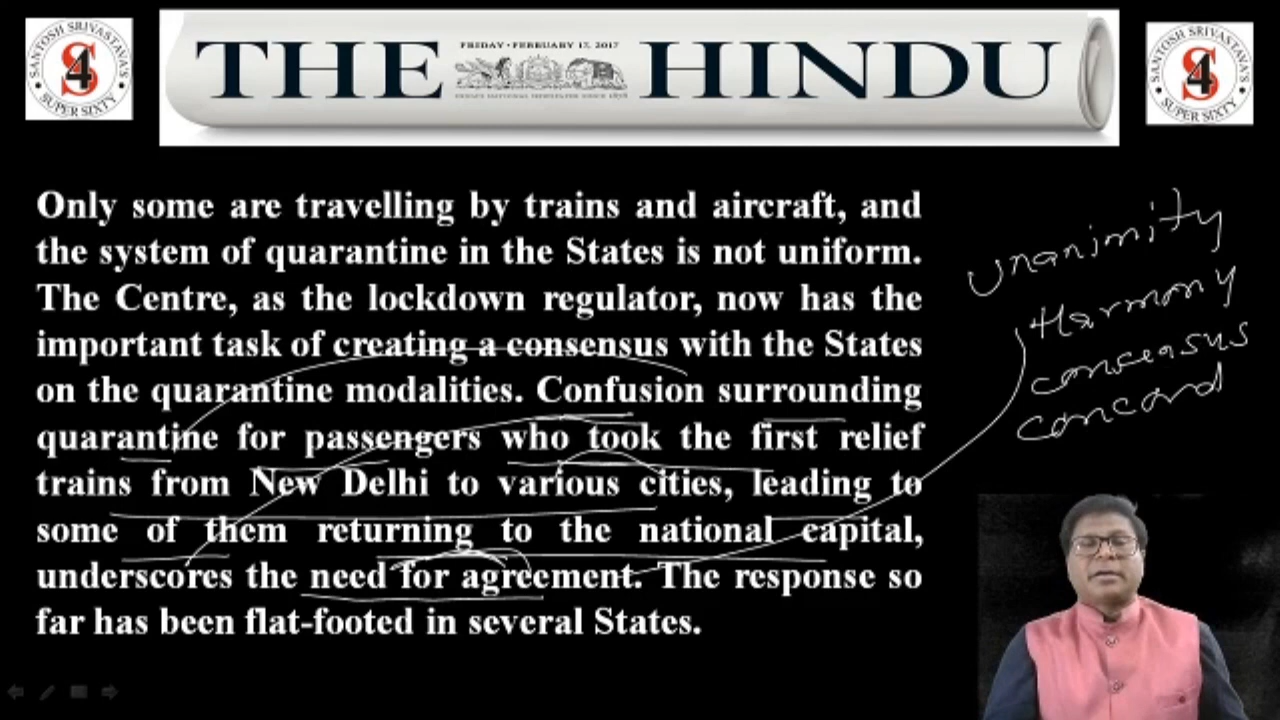 SANTOSH SRIVASTAVA'S
S4
SUPER SIXTY
THE HINDU
FRIDAY • FEBRUARY 17, 2017
INDIA'S NATIONAL NEWSPAPER SINCE 1878
SANTOSH SRIVASTAVA'S
S4
SUPER SIXTY
Only some are travelling by trains and aircraft, and
the system of quarantine in the States is not uniform.
The Centre, as the lockdown regulator, now has the
important task of creating a consensus with the States
on the quarantine modalities. Confusion surrounding
quarantine for passengers who took the first relief
trains from New Delhi to various cities, leading to
some of them returning to the national capital,
underscores the need for agreement. The response so
far has been flat-footed in several States.
unanimity
Harmony
consensus
concord